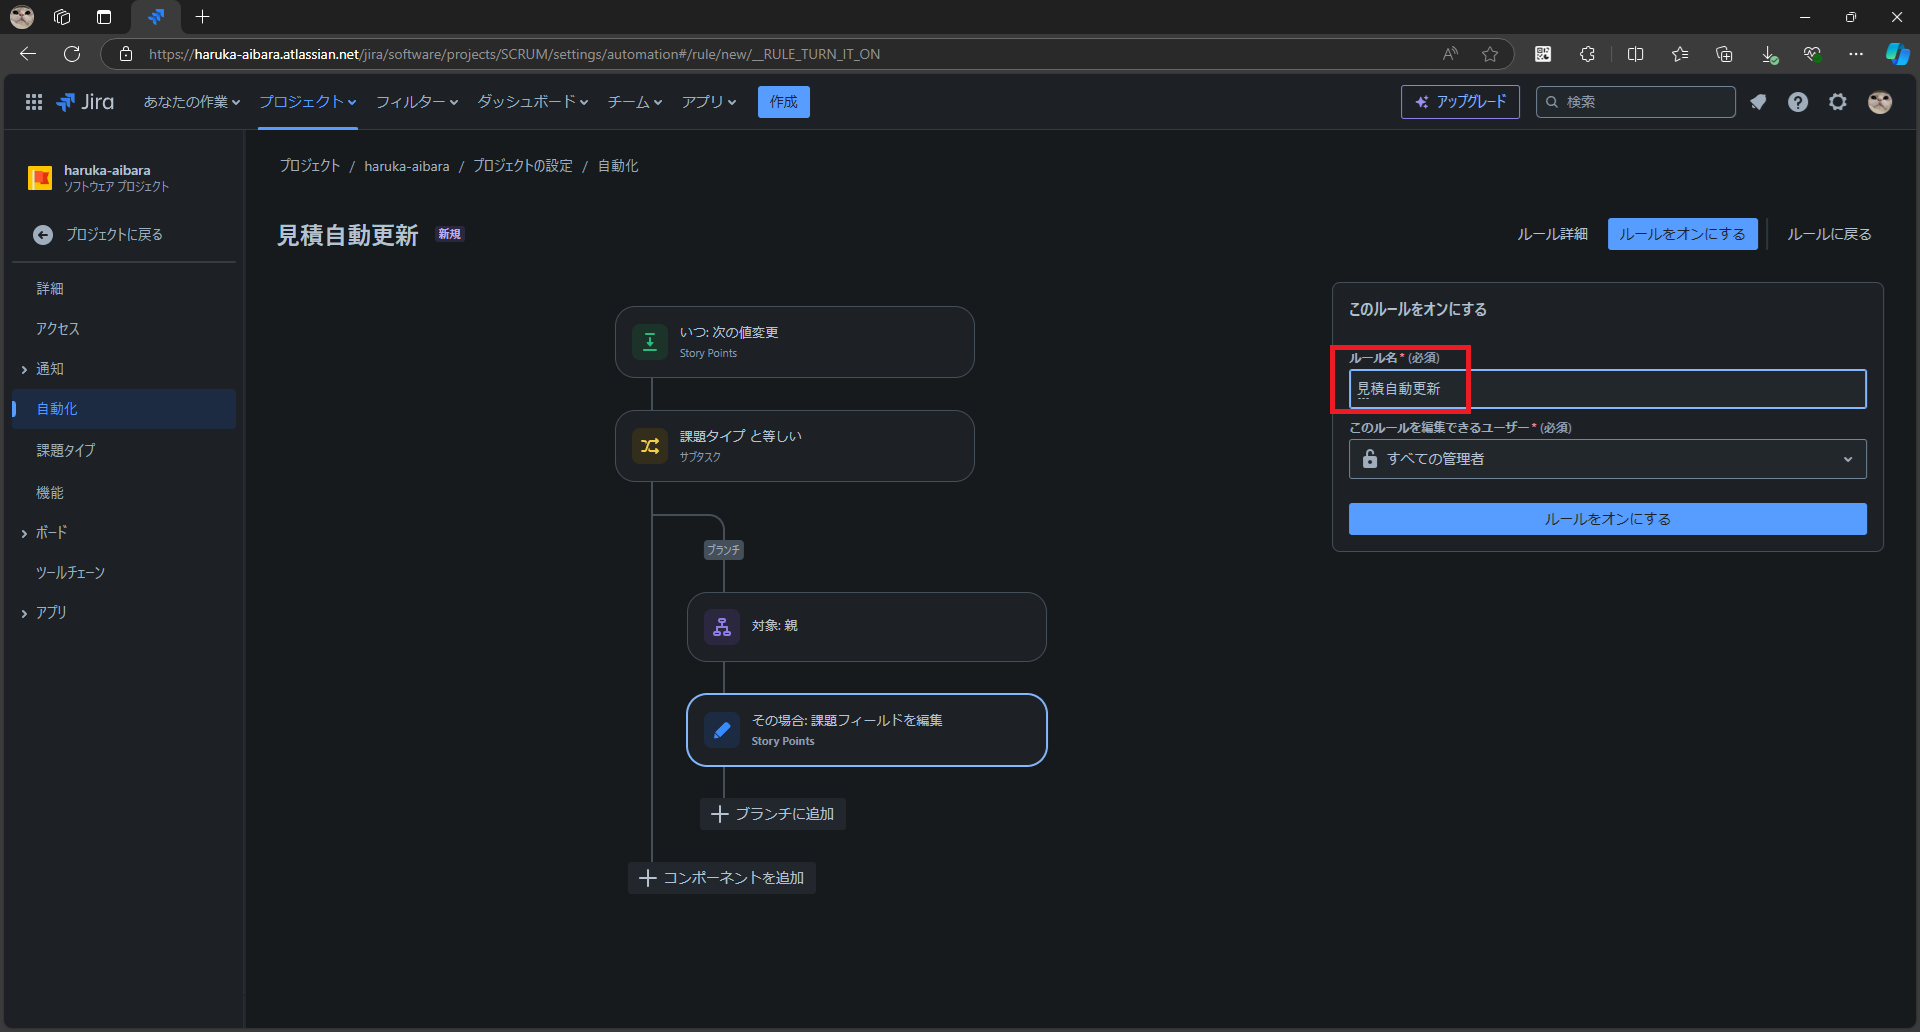 https://haruka-aibara.atlassian.net/jira/software/projects/SCRUM/settings/automation#/rule/new/__RULE_TURN_IT_ON
Jira
あなたの作業
プロジェクト
フィルター
ダッシュボード
チーム
アプリ
作成
アップグレード
検索
haruka-aibara
ソフトウェア プロジェクト
プロジェクトに戻る
詳細
アクセス
通知
自動化
課題タイプ
機能
ボード
ツールチェーン
アプリ
プロジェクト / haruka-aibara / プロジェクトの設定 / 自動化
見積自動更新 新規
ルール詳細
ルールをオンにする
ルールに戻る
いつ: 次の値変更
Story Points
課題タイプ と等しい
サブタスク
ブランチ
対象: 親
その場合: 課題フィールドを編集
Story Points
ブランチに追加
コンポーネントを追加
このルールをオンにする
ルール名* (必須)
見積自動更新
このルールを編集できるユーザー* (必須)
すべての管理者
ルールをオンにする